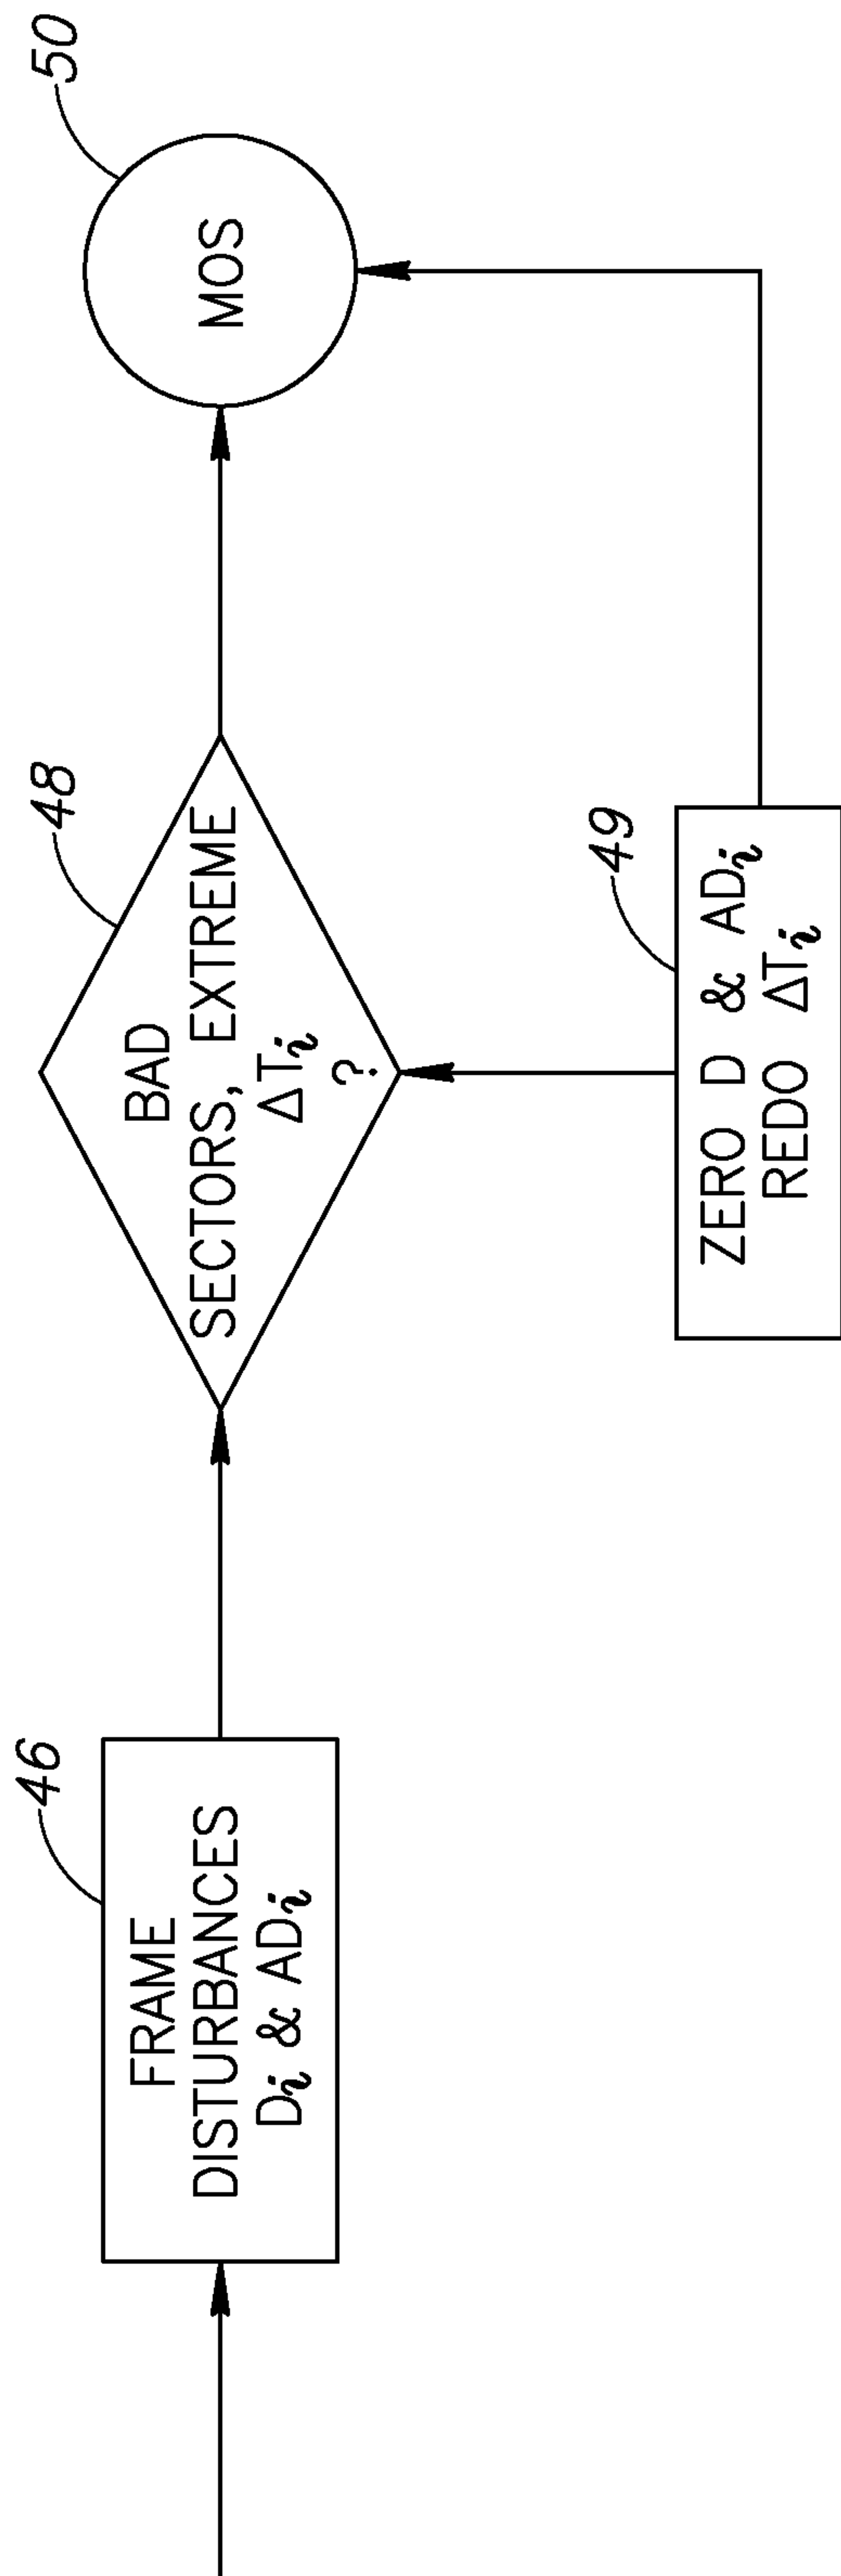 46
FRAME
DISTURBANCES
Di & ADi
48
BAD
SECTORS, EXTREME
ΔTi
?
49
ZERO D & ADi
REDO ΔTi
50
MOS